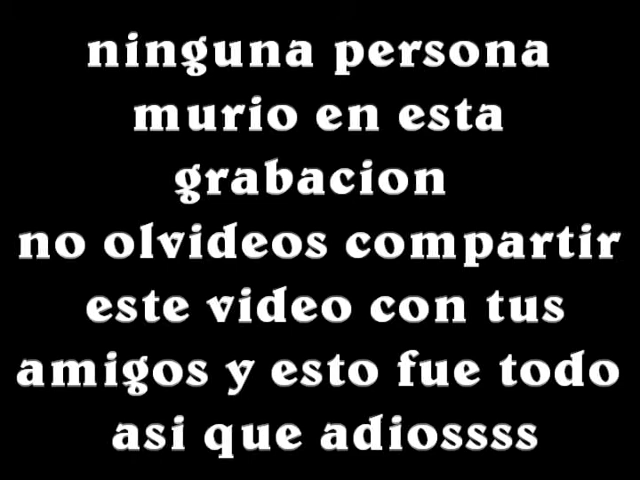 ninguna persona
murio en esta
grabacion
no olvideos compartir
este video con tus
amigos y esto fue todo
asi que adiossss